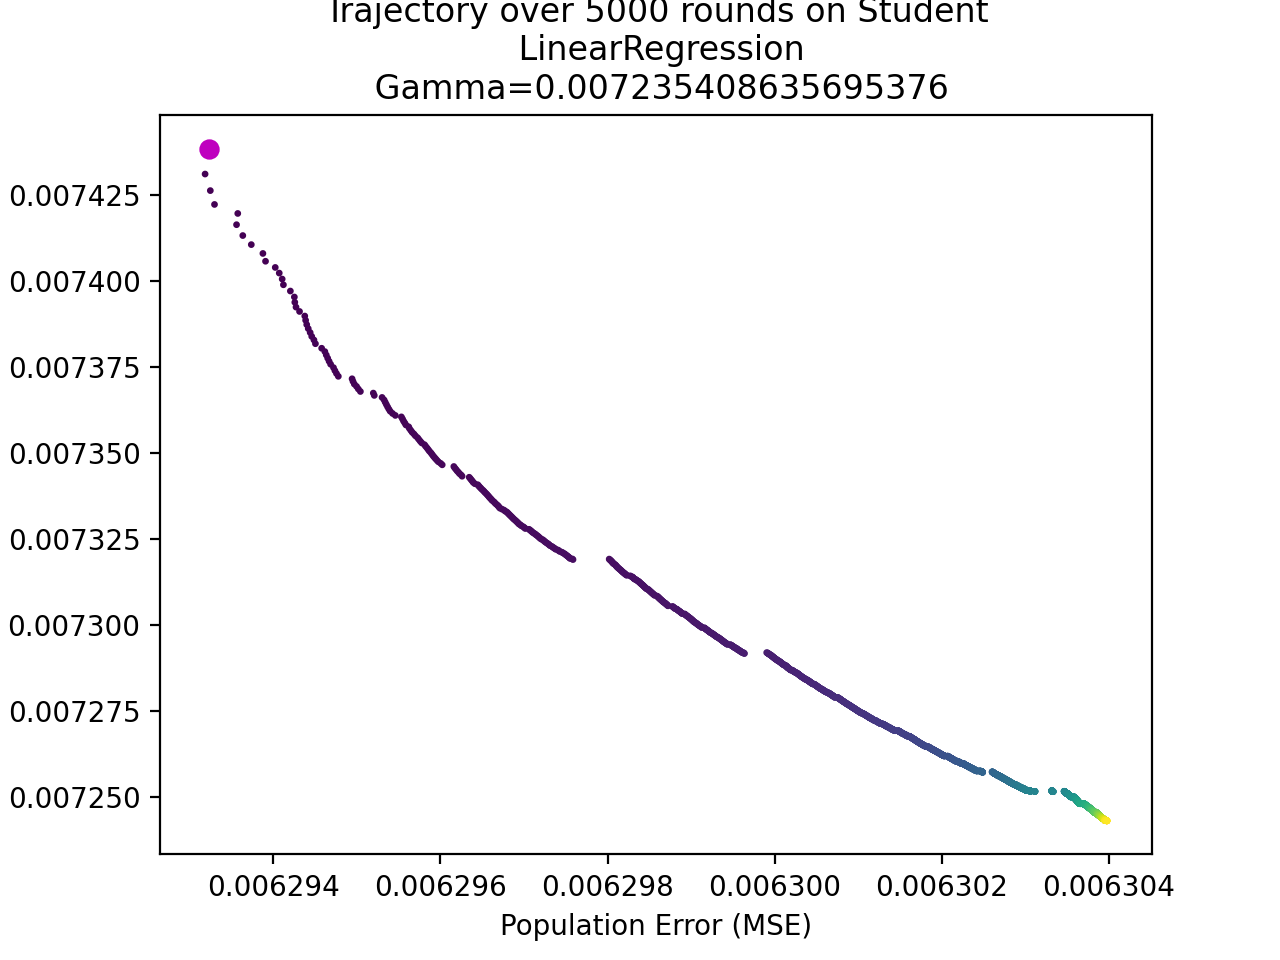 Trajectory over 5000 rounds on Student
LinearRegression
Gamma=0.007235408635695376
0.007425
0.007400
0.007375
0.007350
0.007325
0.007300
0.007275
0.007250
0.006294 0.006296 0.006298 0.006300 0.006302 0.006304
Population Error (MSE)